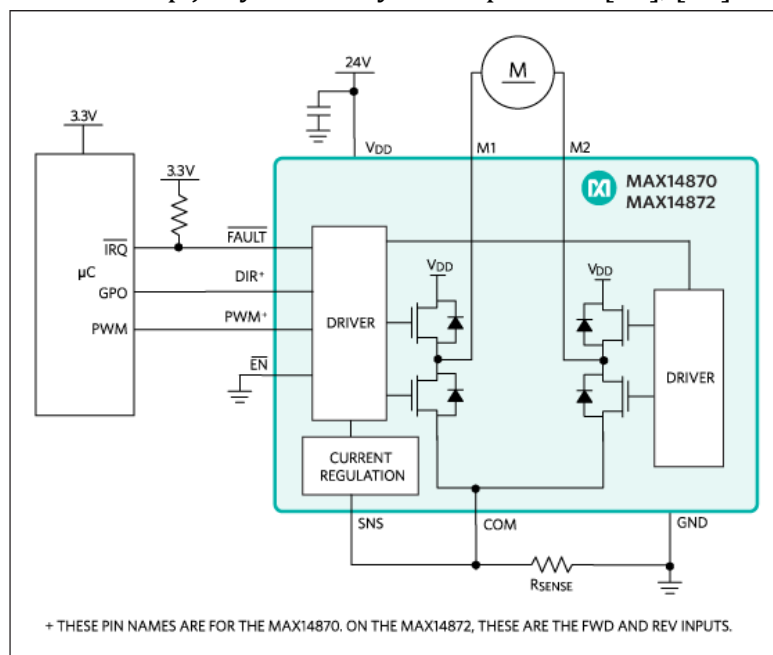 24V
M
3.3V
VDD
M1
M2
3.3V
MAX14870
MAX14872
IRQ
FAULT
µC
DIR+
VDD
VDD
GPO
PWM+
PWM
DRIVER
EN
DRIVER
CURRENT
REGULATION
SNS
COM
GND
RSENSE
+ THESE PIN NAMES ARE FOR THE MAX14870. ON THE MAX14872, THESE ARE THE FWD AND REV INPUTS.